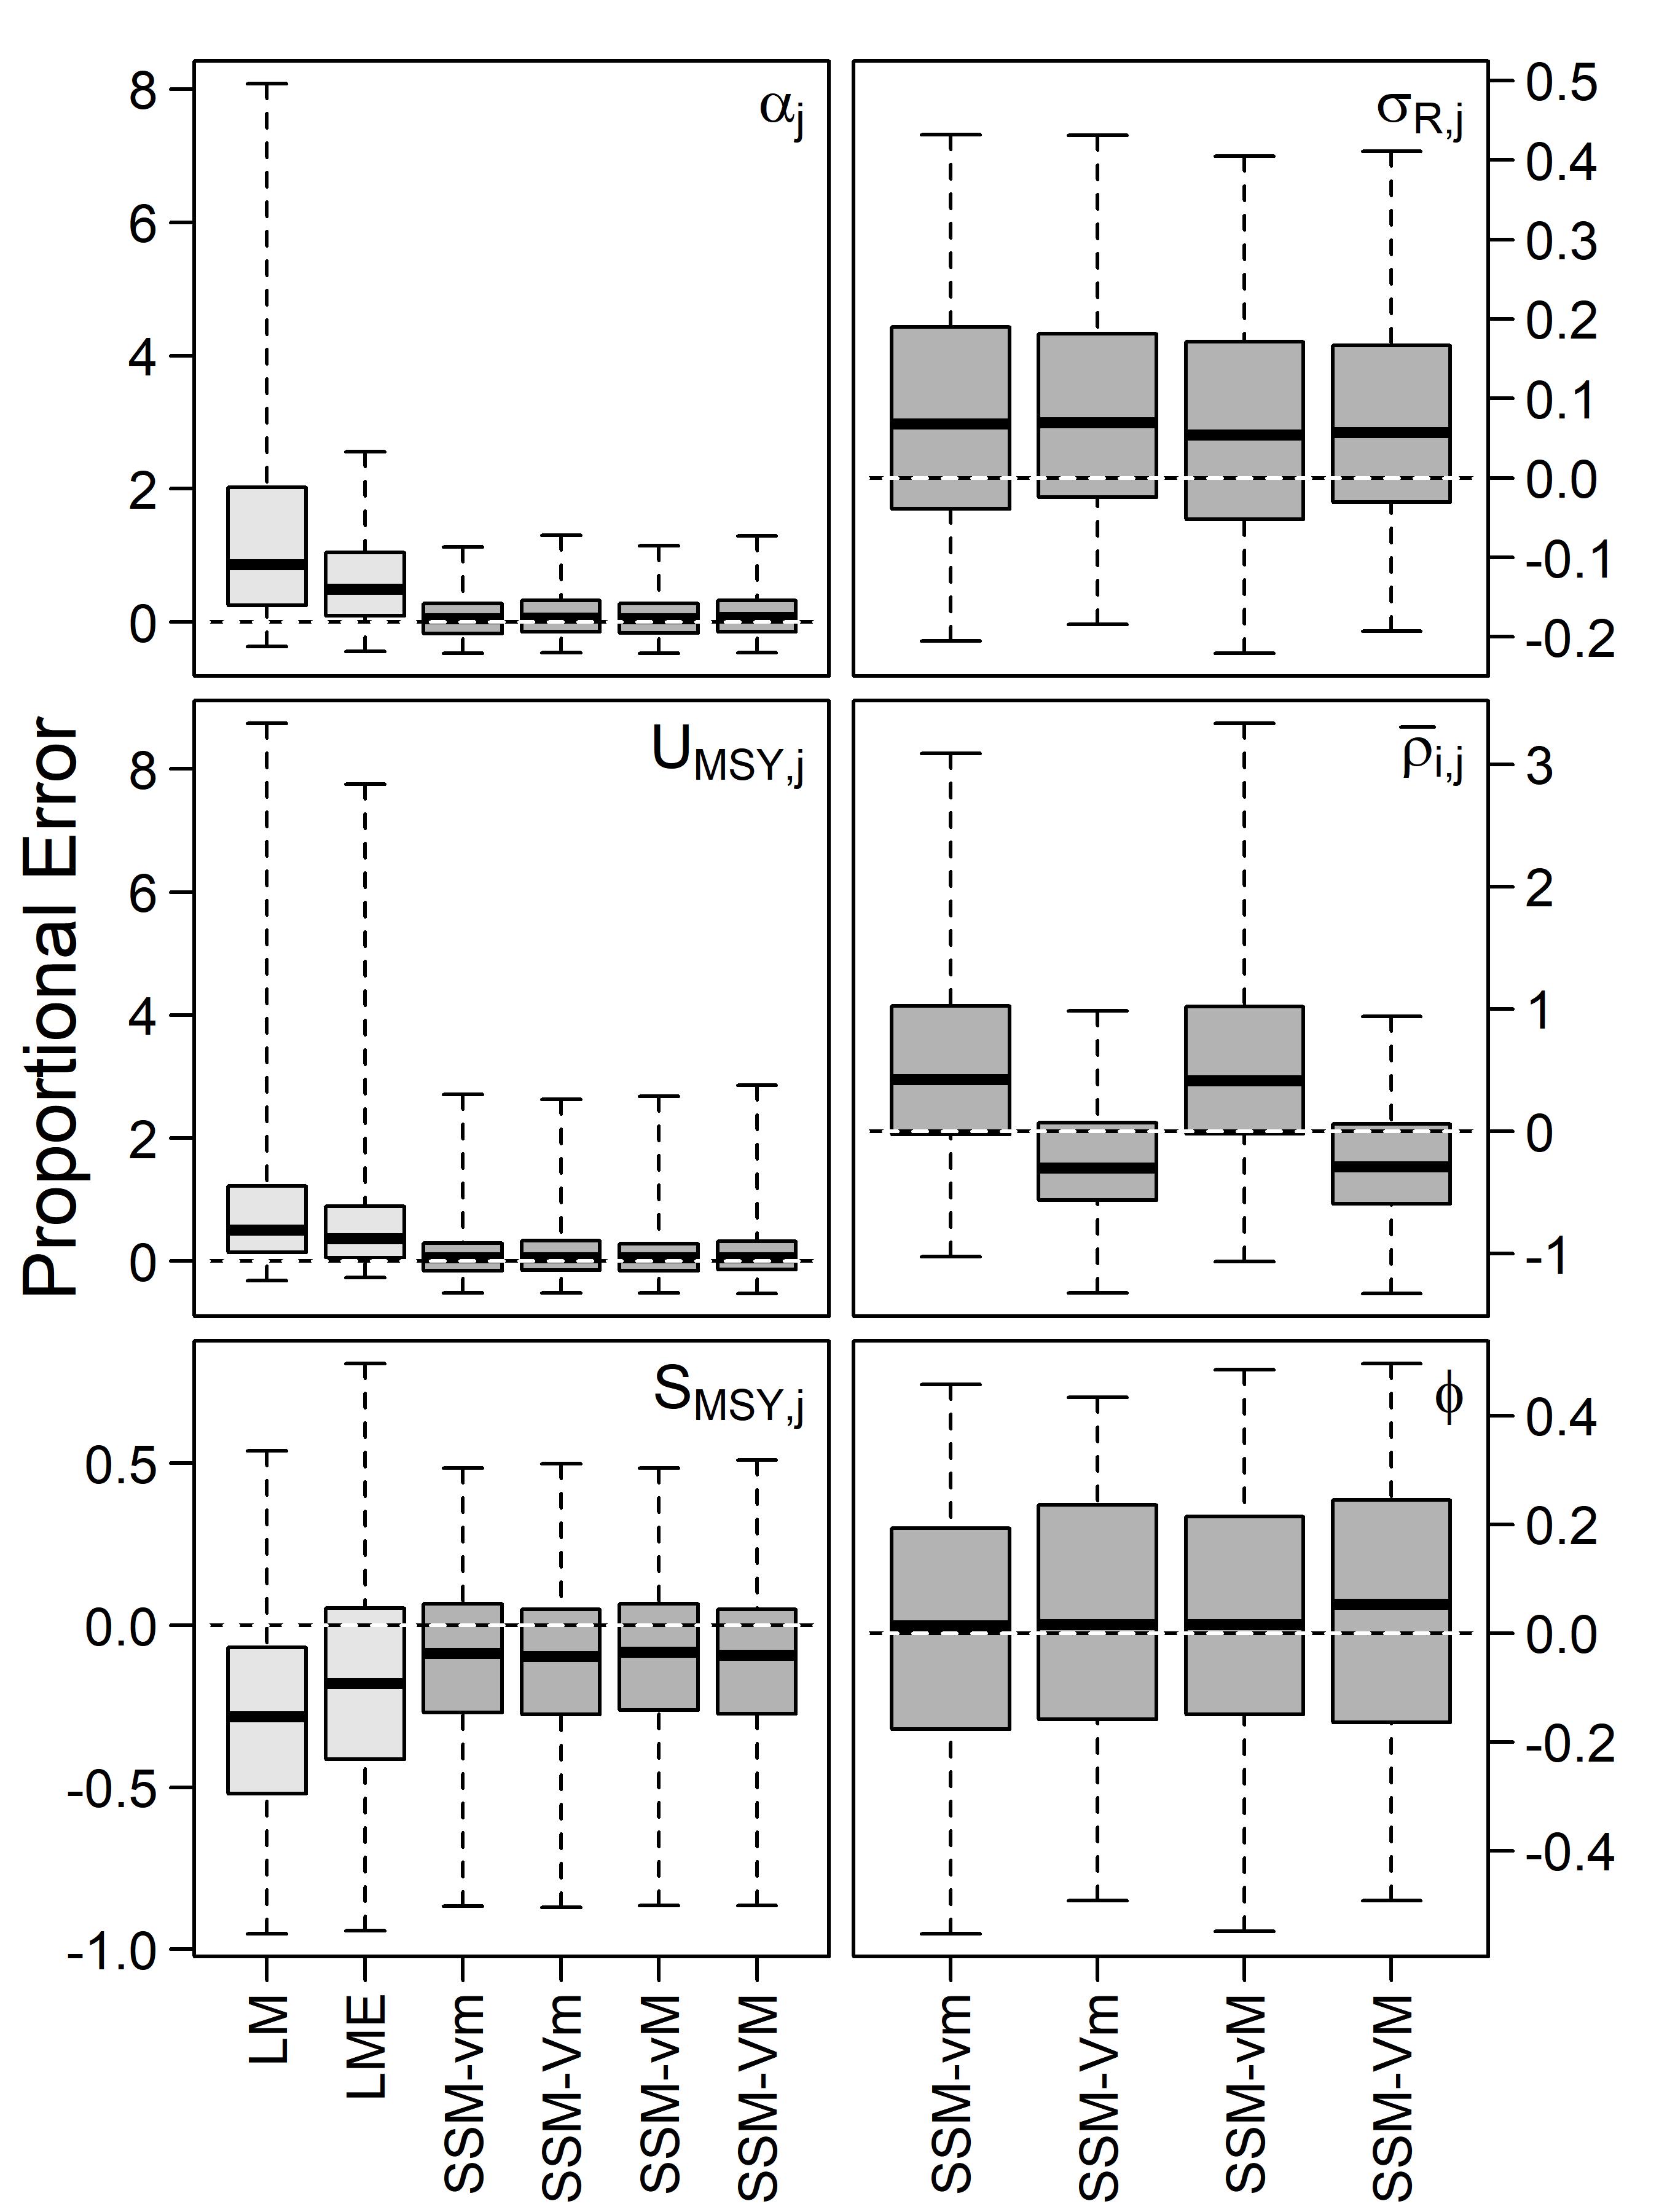 Proportional Error
αj
8
6
4
2
0
σR,j
0.5
0.4
0.3
0.2
0.1
0.0
-0.1
-0.2
UMSY,j
8
6
4
2
0
ρ̅i,j
3
2
1
0
-1
SMSY,j
0.5
0.0
-0.5
-1.0
ϕ
0.4
0.2
0.0
-0.2
-0.4
LM
LME
SSM-vm
SSM-Vm
SSM-vM
SSM-VM
SSM-vm
SSM-Vm
SSM-vM
SSM-VM